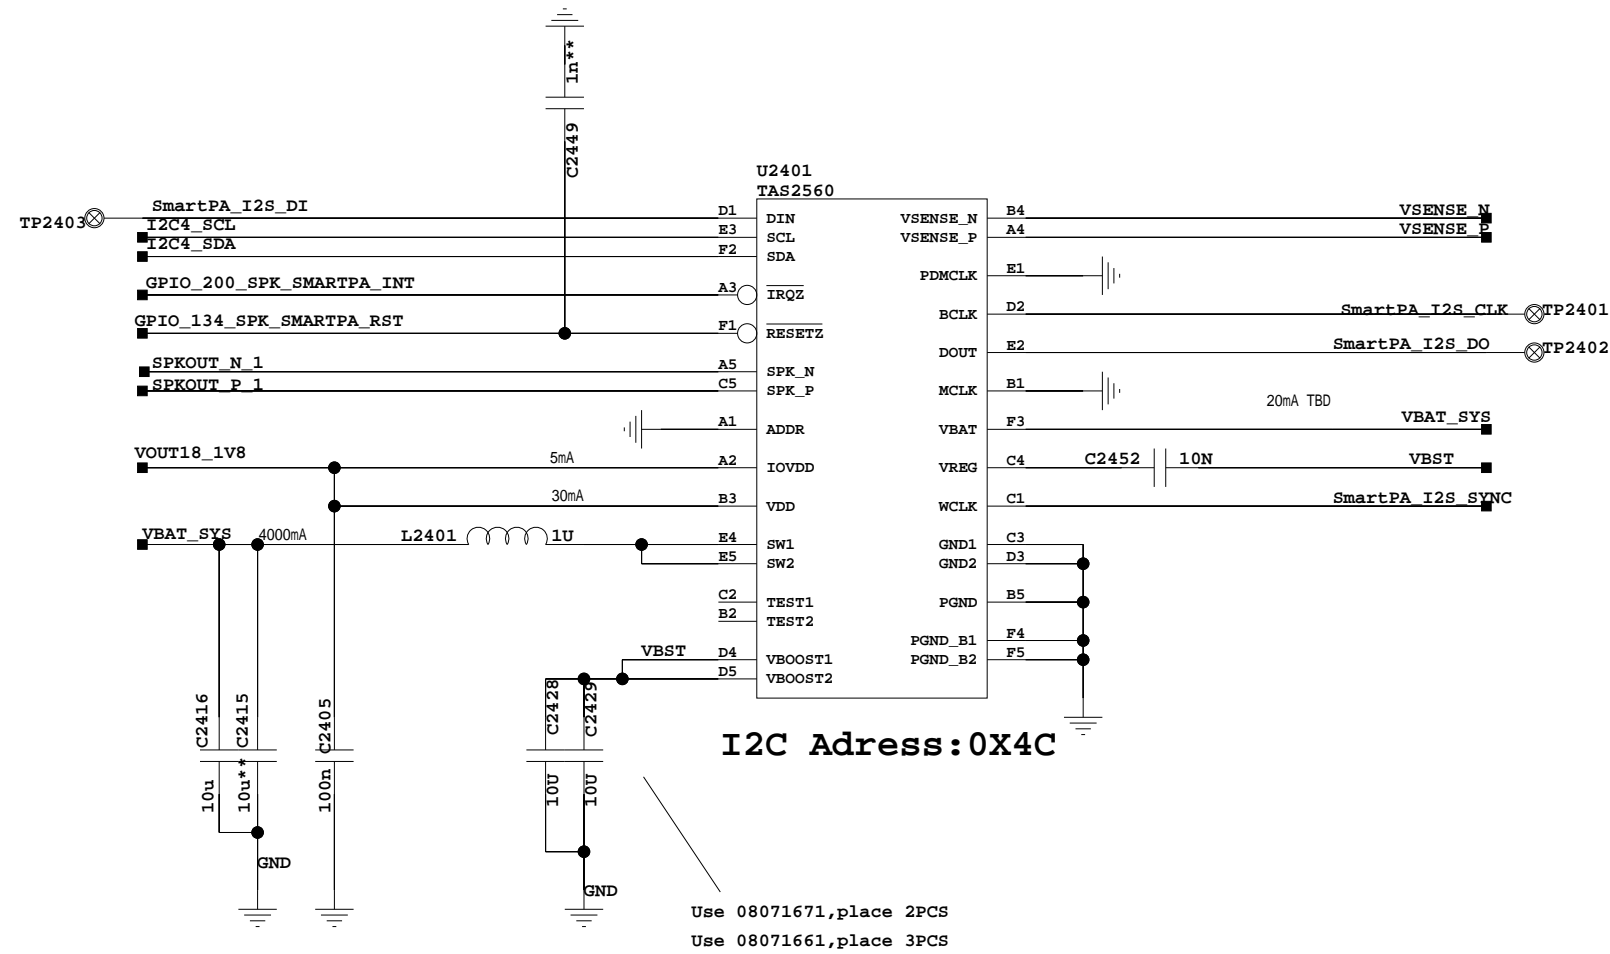 1n**
C2449
U2401
TAS2560
TP2403
SmartPA_I2S_DI
D1
DIN
VSENSE_N
B4
VSENSE_N
I2C4_SCL
E3
SCL
VSENSE_P
A4
VSENSE_P
I2C4_SDA
F2
SDA
PDMCLK
E1
GPIO_200_SPK_SMARTPA_INT
A3
IRQZ
BCLK
D2
SmartPA_I2S_CLK
TP2401
GPIO_134_SPK_SMARTPA_RST
F1
RESETZ
DOUT
E2
SmartPA_I2S_DO
TP2402
SPKOUT_N_1
A5
SPK_N
SPKOUT_P_1
C5
SPK_P
MCLK
B1
20mA TBD
A1
ADDR
VBAT
F3
VBAT_SYS
VOUT18_1V8
5mA
A2
IOVDD
VREG
C4
C2452
10N
VBST
30mA
B3
VDD
WCLK
C1
SmartPA_I2S_SYNC
VBAT_SYS
4000mA
L2401
1U
E4
SW1
GND1
C3
E5
SW2
GND2
D3
C2
TEST1
PGND
B5
B2
TEST2
PGND_B1
F4
VBST
D4
VBOOST1
PGND_B2
F5
D5
VBOOST2
C2416
C2415
C2405
C2428
C2429
10u
10u**
100n
10U
10U
I2C Adress:0X4C
GND
GND
Use 08071671,place 2PCS
Use 08071661,place 3PCS